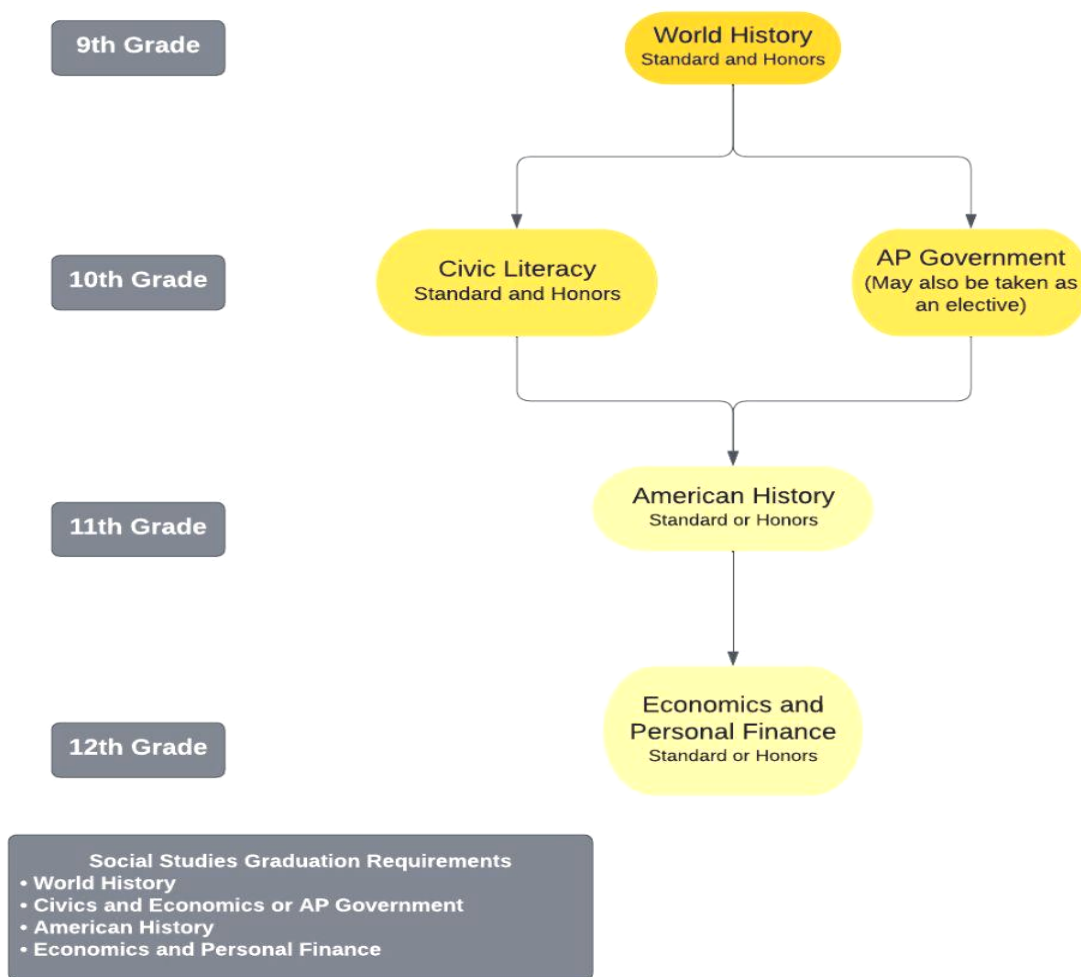 9th Grade
World History
Standard and Honors
10th Grade
Civic Literacy
Standard and Honors
AP Government
(May also be taken as
an elective)
11th Grade
American History
Standard or Honors
12th Grade
Economics and
Personal Finance
Standard or Honors
Social Studies Graduation Requirements
• World History
• Civics and Economics or AP Government
• American History
• Economics and Personal Finance